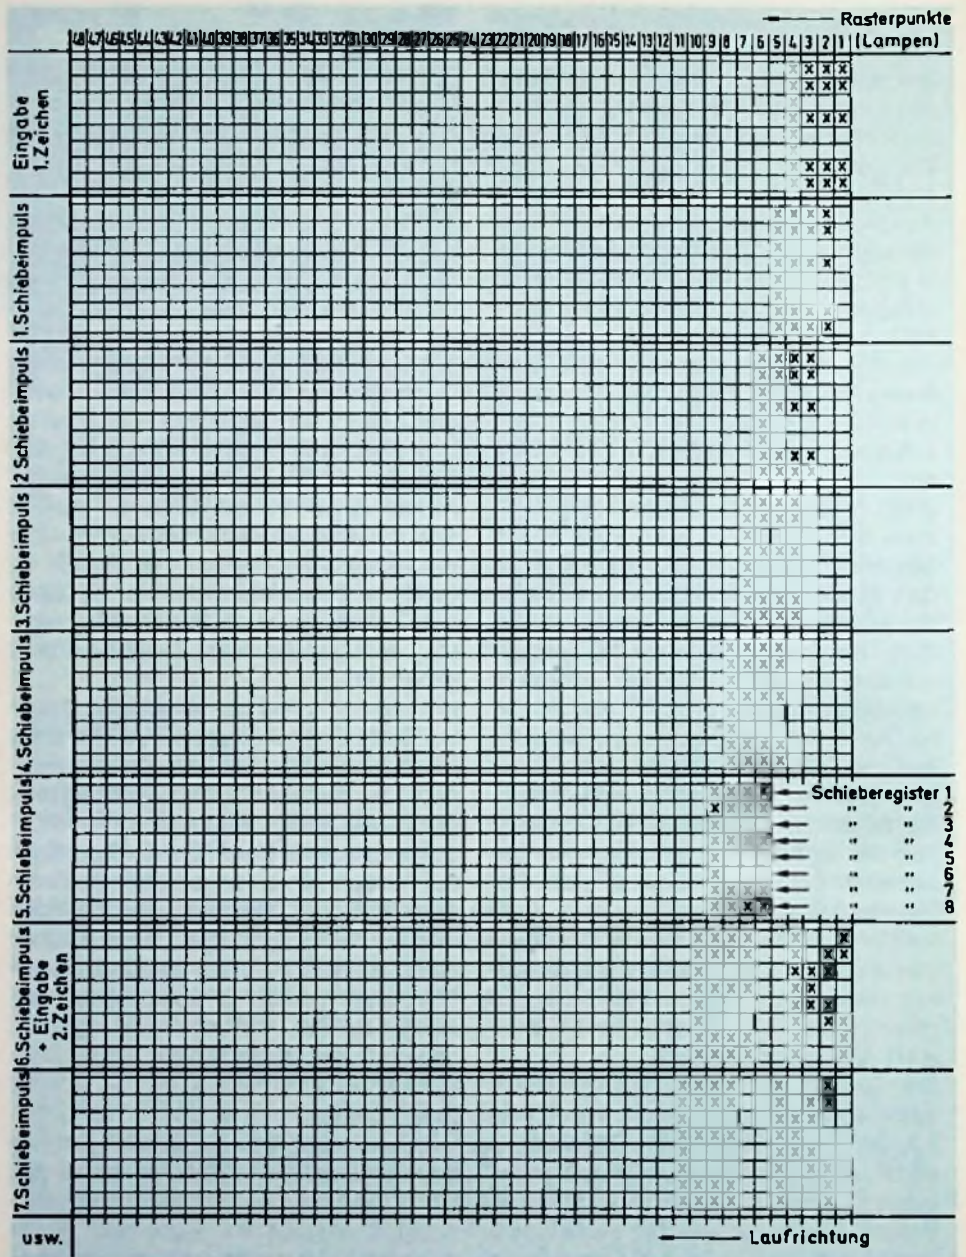 Rasterpunkte
48 47 46 45 44 43 42 41 40 39 38 37 36 35 34 33 32 31 30 29 28 27 26 25 24 23 22 21 20 19 18 17 16 15 14 13 12 11 10 9 8 7 6 5 4 3 2 1 (Lampen)
Eingabe
1.Zeichen
x x x x
x x x x
x
x x x x
x
x
x x x x
x x x x
1.Schiebeimpuls
x x x x
x x x x
x
x x x x
x
x
x x x x
x x x x
2 Schiebeimpuls
x x x x
x x x x
x
x x x x
x
x
x x x x
x x x x
3.Schiebeimpuls
x x x x
x x x x
x
x x x x
x
x
x x x x
x x x x
4.Schiebeimpuls
x x x x
x x x x
x
x x x x
x
x
x x x x
x x x x
5.Schiebeimpuls
x x x x Schieberegister 1
x x x x " " 2
x " " 3
x x x x " " 4
x " " 5
x " " 6
x x x x " " 7
x x x x " " 8
6.Schiebeimpuls
+ Eingabe
2.Zeichen
x x x x x x
x x x x x x x
x x x x
x x x x x x
x x x x
x x x x
x x x x x x
x x x x x x
7.Schiebeimpuls
x x x x x x
x x x x x x x
x x x x
x x x x x x
x x x x
x x x x
x x x x x x
x x x x x x
usw.
Laufrichtung